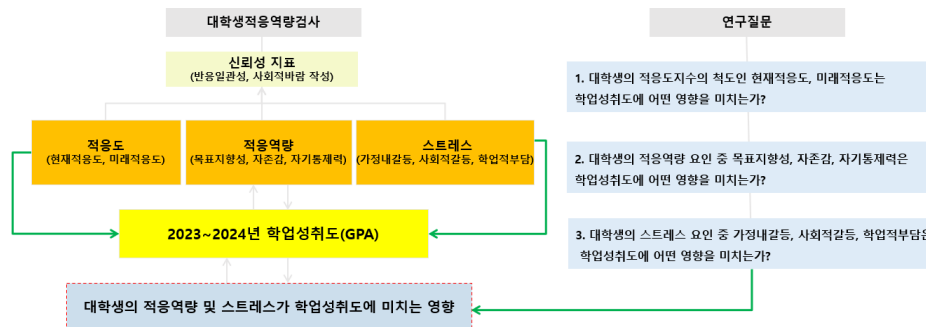 대학생적응역량검사
신뢰성 지표
(반응일관성, 사회적바람 작성)
적응도
(현재적응도, 미래적응도)
적응역량
(목표지향성, 자존감, 자기통제력)
스트레스
(가정내갈등, 사회적갈등, 학업적부담)
2023~2024년 학업성취도(GPA)
대학생의 적응역량 및 스트레스가 학업성취도에 미치는 영향
연구질문
1. 대학생의 적응도지수의 척도인 현재적응도, 미래적응도는
학업성취도에 어떤 영향을 미치는가?
2. 대학생의 적응역량 요인 중 목표지향성, 자존감, 자기통제력은
학업성취도에 어떤 영향을 미치는가?
3. 대학생의 스트레스 요인 중 가정내갈등, 사회적갈등, 학업적부담은
학업성취도에 어떤 영향을 미치는가?